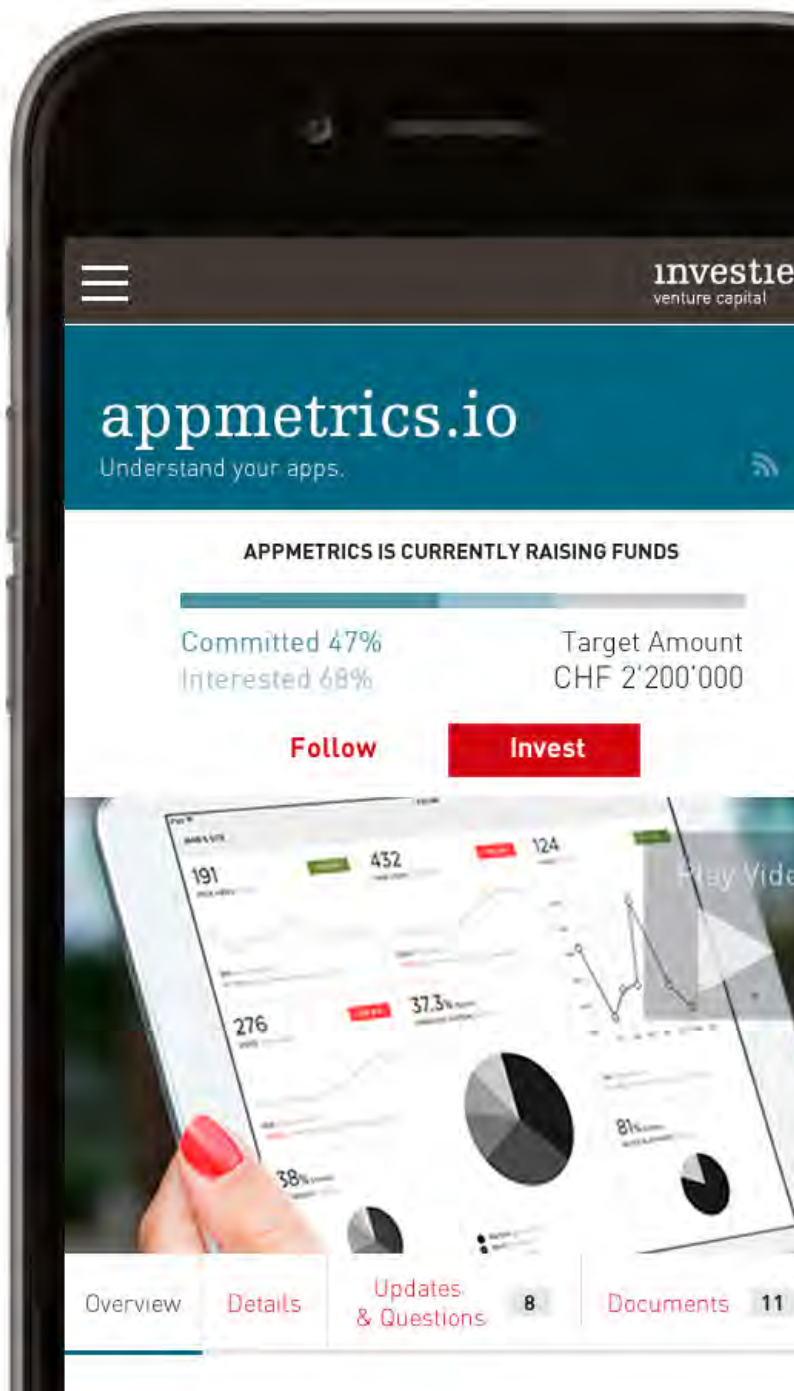 investie
venture capital
appmetrics.io
Understand your apps.
APPMETRICS IS CURRENTLY RAISING FUNDS
Committed 47%
Target Amount
Interested 68%
CHF 2'200'000
Follow
Invest
191
432
124
Play Vide
276
37.3%
81%
38%
Overview
Details
Updates
& Questions
8
Documents
11